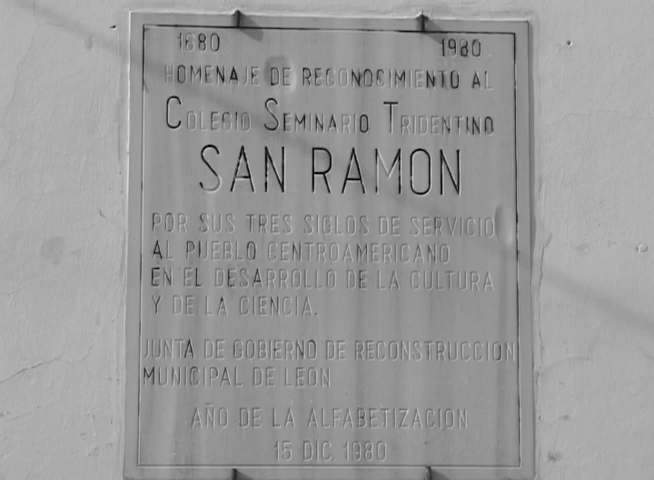 1680 1980
HOMENAJE DE RECONOCIMIENTO AL
COLEGIO SEMINARIO TRIDENTINO
SAN RAMON
POR SUS TRES SIGLOS DE SERVICIO
AL PUEBLO CENTROAMERICANO
EN EL DESARROLLO DE LA CULTURA
Y DE LA CIENCIA.
JUNTA DE GOBIERNO DE RECONSTRUCCION
MUNICIPAL DE LEON
AÑO DE LA ALFABETIZACION
15 DIC. 1980